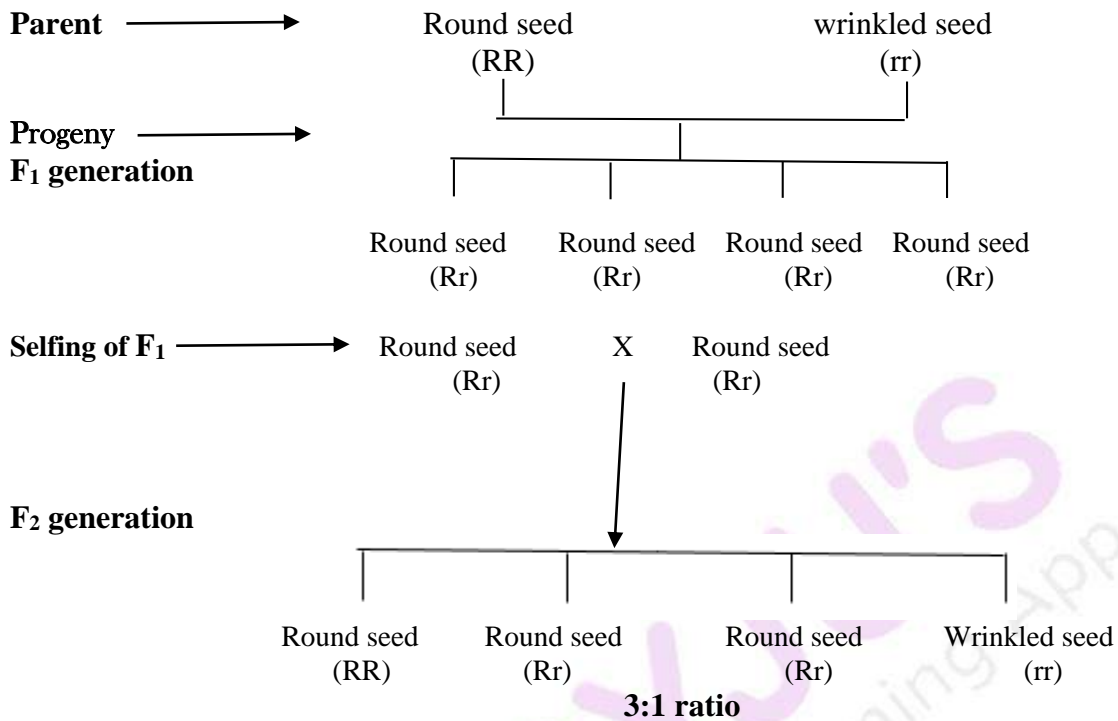 Parent Round seed wrinkled seed
(RR) (rr)
Progeny
F₁ generation
Round seed Round seed Round seed Round seed
(Rr) (Rr) (Rr) (Rr)
Selfing of F₁ Round seed X Round seed
(Rr) (Rr)
F₂ generation
Round seed Round seed Round seed Wrinkled seed
(RR) (Rr) (Rr) (rr)
3:1 ratio